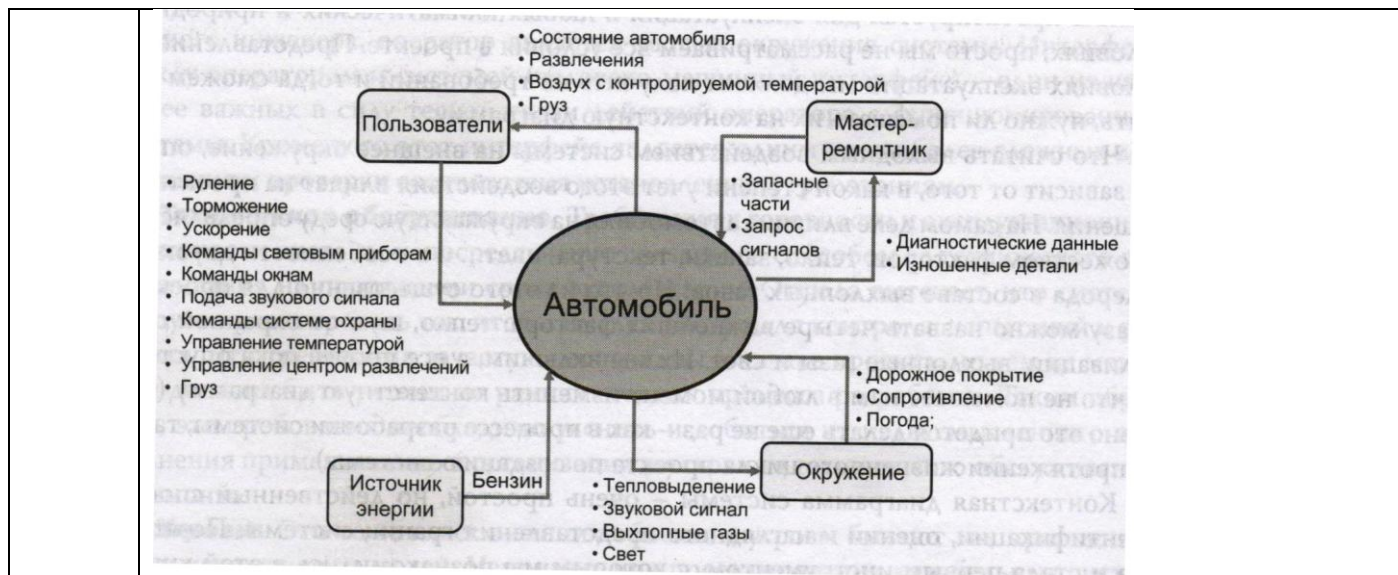 • Состояние автомобиля
• Развлечения
• Воздух с контролируемой температурой
• Груз
Пользователи
Мастер-
ремонтник
• Руление
• Торможение
• Ускорение
• Команды световым приборам
• Команды окнам
• Подача звукового сигнала
• Команды системе охраны
• Управление температурой
• Управление центром развлечений
• Груз
• Запасные
части
• Запрос
сигналов
• Диагностические данные
• Изношенные детали
Автомобиль
• Дорожное покрытие
• Сопротивление
• Погода;
Источник
энергии
Бензин
• Тепловыделение
• Звуковой сигнал
• Выхлопные газы
• Свет
Окружение